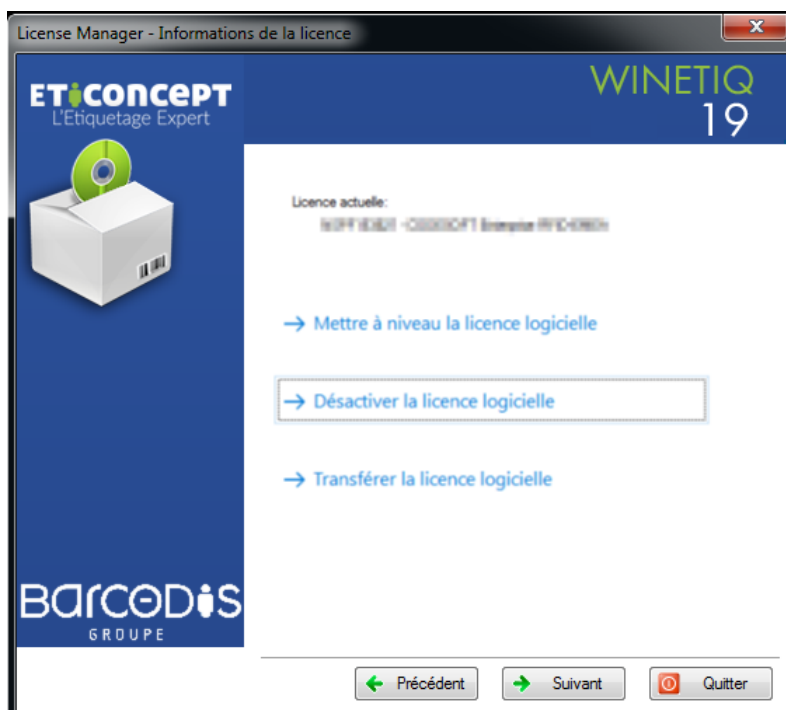 License Manager - Informations de la licence
ETiCONCEPT
L'Etiquetage Expert
WINETIQ
19
Licence actuelle:
→ Mettre à niveau la licence logicielle
→ Désactiver la licence logicielle
→ Transférer la licence logicielle
BARCODiS
GROUPE
Précédent
Suivant
Quitter